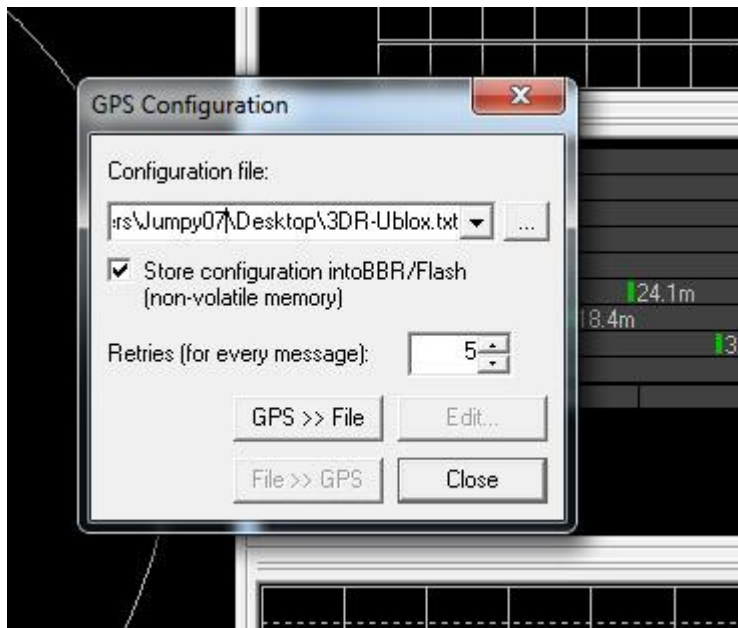 GPS Configuration
Configuration file:
rs\Jumpy07\Desktop\3DR-Ublox.txt
...
Store configuration intoBBR/Flash
(non-volatile memory)
24.1m
18.4m
Retries (for every message):
5
3
GPS >> File
Edit...
File >> GPS
Close